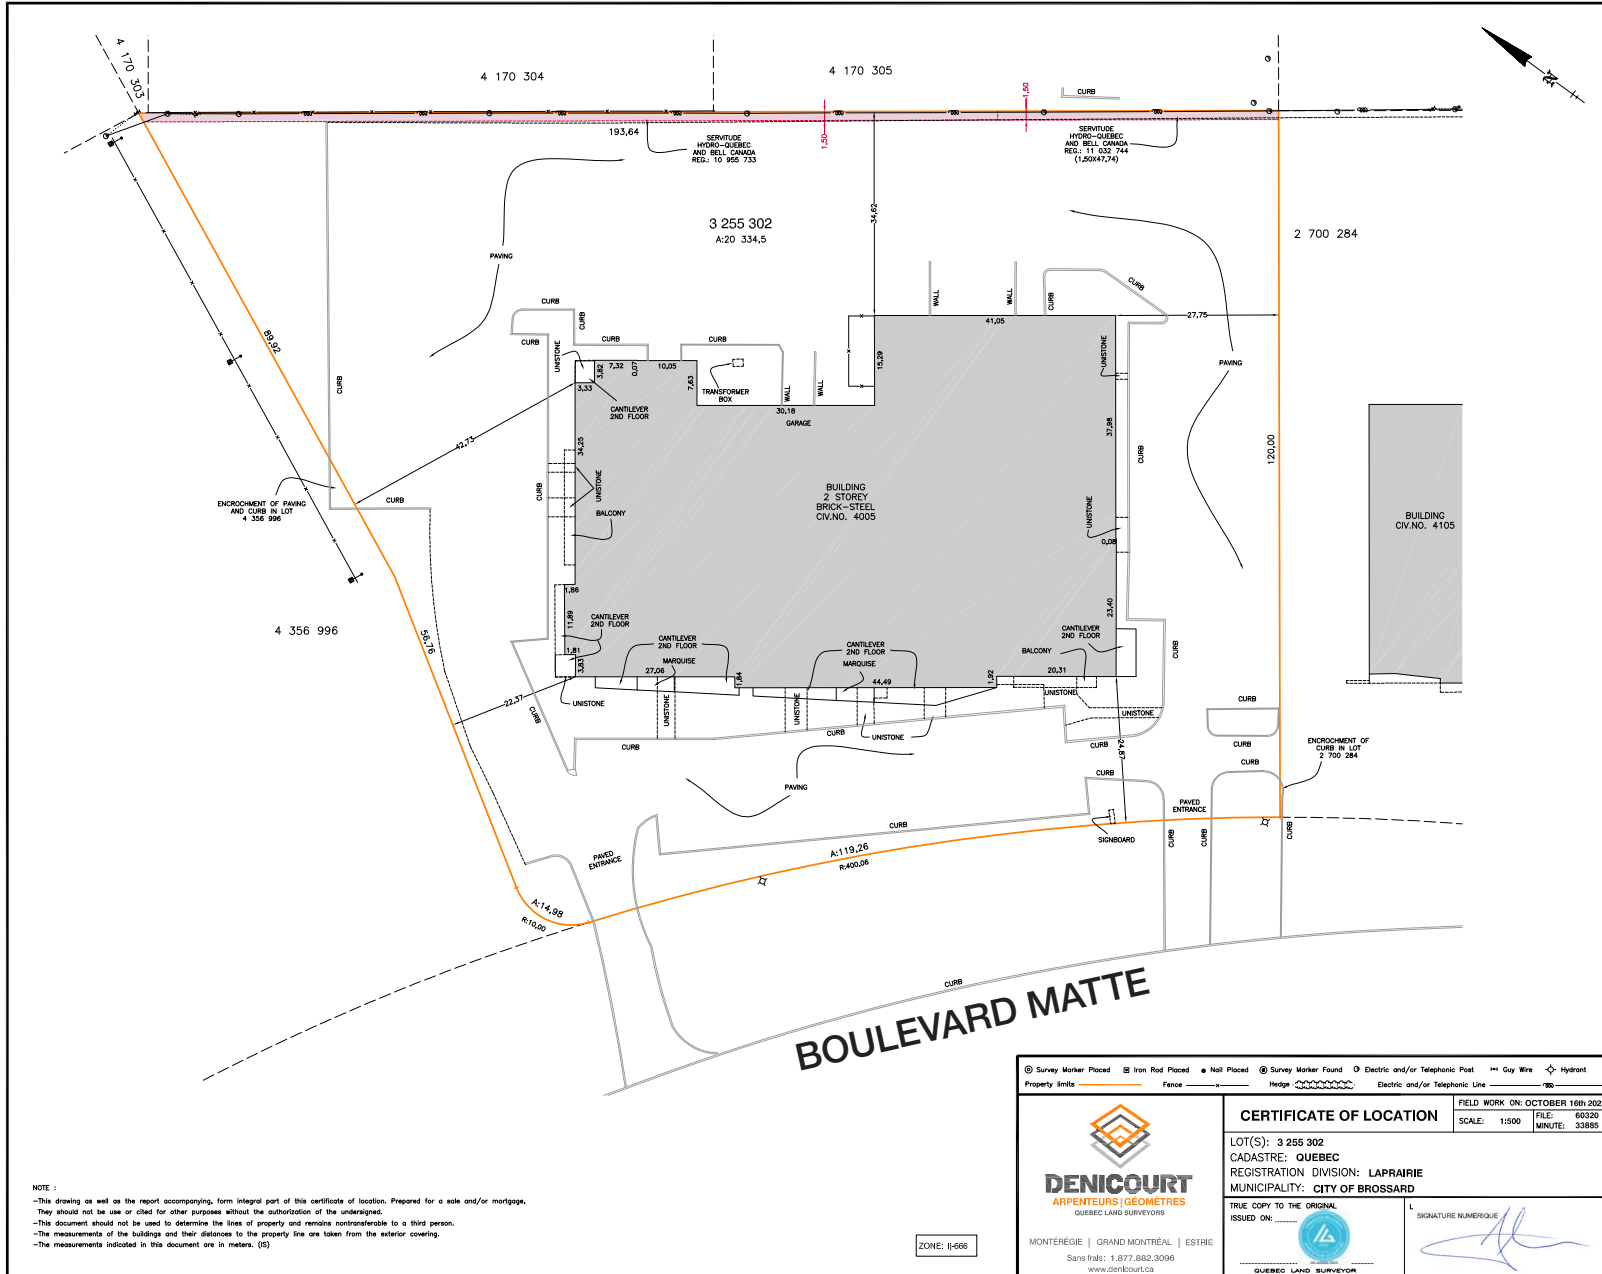 4 170 303
4 170 304
4 170 305
CURB
1,50
193,64
SERVITUDE
HYDRO-QUEBEC
AND BELL CANADA
REG.: 10 955 733
1,50
SERVITUDE
HYDRO-QUEBEC
AND BELL CANADA
REG.: 11 032 744
(1,50X47,74)
N
3 255 302
A:20 334,5
34,62
2 700 284
PAVING
CURB
CURB
CURB
CURB
CURB
WALL
WALL
CURB
CURB
41,05
27,75
89,92
CURB
UNISTONE
3,82
7,32
0,07
10,05
7,63
3,33
TRANSFORMER
BOX
CANTILEVER
2ND FLOOR
WALL
WALL
15,29
30,18
GARAGE
UNISTONE
PAVING
37,98
CURB
120,00
42,73
34,25
UNISTONE
CURB
BALCONY
ENCROCHMENT OF PAVING
AND CURB IN LOT
4 356 996
CURB
BUILDING
2 STOREY
BRICK-STEEL
CIV.NO. 4005
UNISTONE
0,08
BUILDING
CIV.NO. 4105
4 356 996
56,76
1,86
11,89
CANTILEVER
2ND FLOOR
1,81
3,83
CANTILEVER
2ND FLOOR
MARQUISE
27,06
1,84
CANTILEVER
2ND FLOOR
MARQUISE
44,49
1,92
23,40
CANTILEVER
2ND FLOOR
BALCONY
20,31
CURB
22,37
UNISTONE
CURB
UNISTONE
UNISTONE
UNISTONE
UNISTONE
UNISTONE
CURB
CURB
CURB
24,87
CURB
CURB
CURB
CURB
ENCROCHMENT OF
CURB IN LOT
2 700 284
PAVING
PAVED
ENTRANCE
CURB
SIGNBOARD
CURB
CURB
CURB
PAVED
ENTRANCE
A:119,26
R:400,06
A:14,98
R:10,00
CURB
BOULEVARD MATTE
Survey Marker Placed Iron Rod Placed Nail Placed Survey Marker Found Electric and/or Telephonic Post Guy Wire Hydrant
Property limits Fence Hedge Electric and/or Telephonic Line
DENICOURT
ARPENTEURS | GÉOMÈTRES
QUEBEC LAND SURVEYORS
MONTÉRÉGIE | GRAND MONTRÉAL | ESTRIE
Sans frais: 1.877.882.3096
www.denicourt.ca
CERTIFICATE OF LOCATION
FIELD WORK ON: OCTOBER 16th 202
SCALE: 1:500
FILE: 60320
MINUTE: 33885
LOT(S): 3 255 302
CADASTRE: QUEBEC
REGISTRATION DIVISION: LAPRAIRIE
MUNICIPALITY: CITY OF BROSSARD
TRUE COPY TO THE ORIGINAL
ISSUED ON:
QUEBEC LAND SURVEYOR
L
SIGNATURE NUMÉRIQUE
NOTE :
-This drawing as well as the report accompanying, form integral part of this certificate of location. Prepared for a sale and/or mortgage.
They should not be use or cited for other purposes without the authorization of the undersigned.
-This document should not be used to determine the lines of property and remains nontransferable to a third person.
-The measurements of the buildings and their distances to the property line are taken from the exterior covering.
-The measurements indicated in this document are in meters. (IS)
ZONE: I|-666